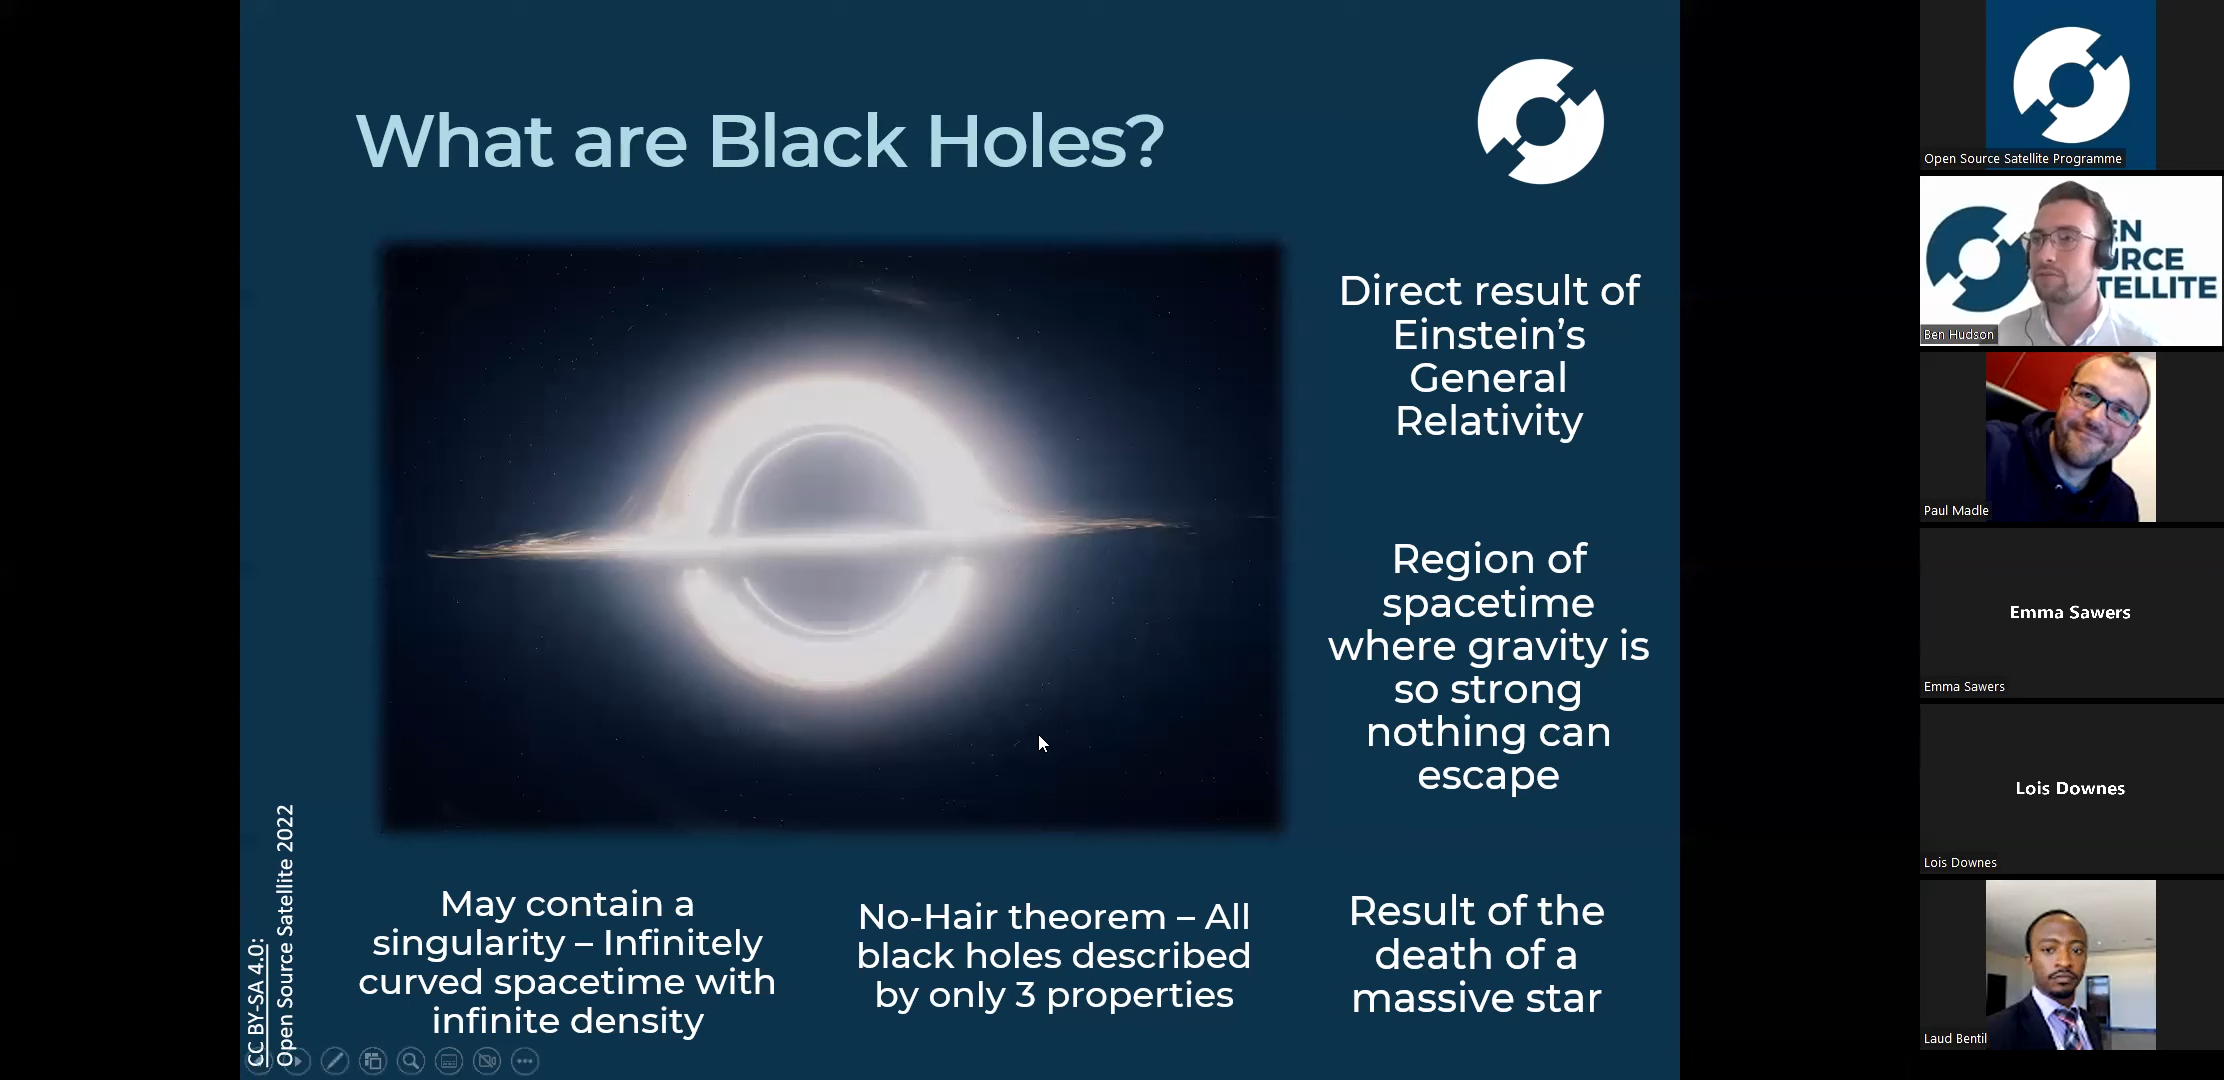 What are Black Holes?
Direct result of
Einstein’s
General
Relativity
Region of
spacetime
where gravity is
so strong
nothing can
escape
May contain a
singularity – Infinitely
curved spacetime with
infinite density
No-Hair theorem – All
black holes described
by only 3 properties
Result of the
death of a
massive star
CC BY-SA 4.0:
Open Source Satellite 2022
Open Source Satellite Programme
EN
URCE
TELLITE
Ben Hudson
Paul Madle
Emma Sawers
Emma Sawers
Lois Downes
Lois Downes
Laud Bentil